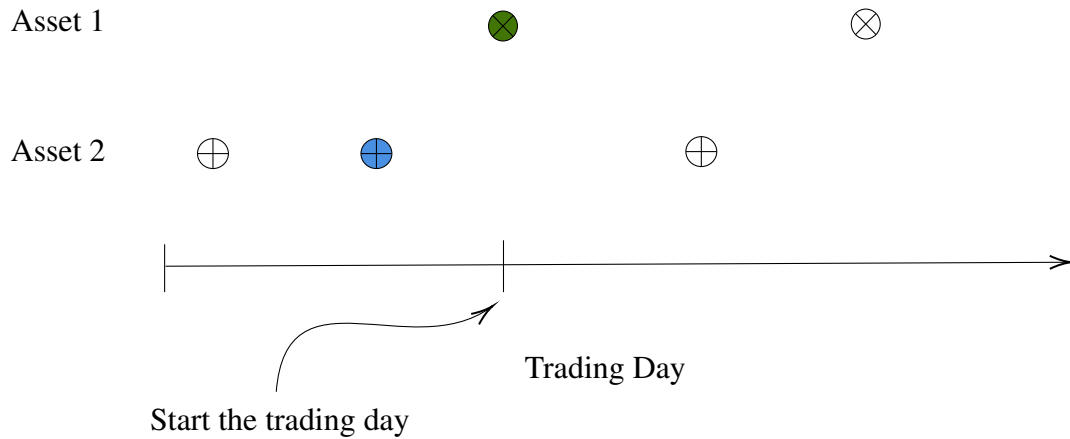 Asset 1
Asset 2
Trading Day
Start the trading day